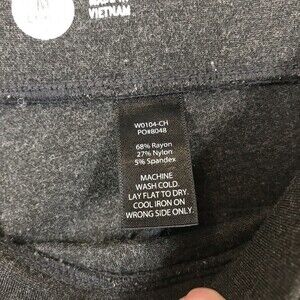 VIETNAM
W0104-CH
PO#8048
68% Rayon
27% Nylon
5% Spandex
MACHINE
WASH COLD.
LAY FLAT TO DRY.
COOL IRON ON
WRONG SIDE ONLY.